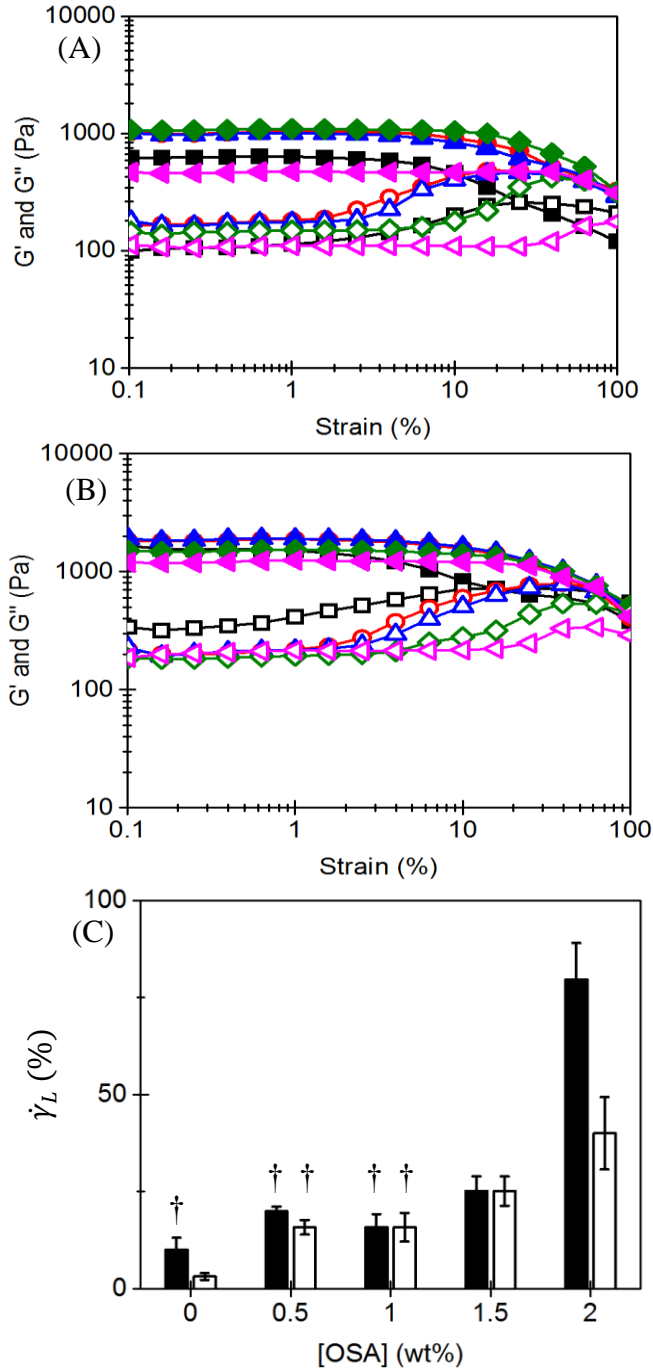 (A)
10000
1000
100
10
G' and G'' (Pa)
0.1 1 10 100
Strain (%)
(B)
10000
1000
100
10
G' and G'' (Pa)
0.1 1 10 100
Strain (%)
(C)
100
50
0
γ̇_L (%)
†
† †
† †
0 0.5 1 1.5 2
[OSA] (wt%)